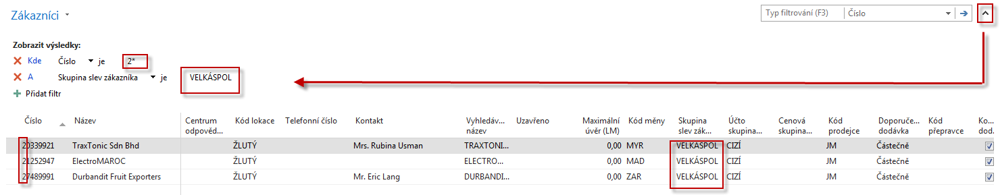 Zákazníci
Typ filtrování (F3) Číslo
Zobrazit výsledky:
Kde Číslo je 2*
A Skupina slev zákazníka je VELKÁSPOL
Přidat filtr
Číslo Název Centrum odpověd... Kód lokace Telefonní číslo Kontakt Vyhledáv... název Uzavřeno Maximální úvěr (LM) Kód měny Skupina slev zák... Účto skupina... Cenová skupina... Kód prodejce Doporuče... dodávka Kód přepravce Ko... dod.
20339921 TraxTonic Sdn Bhd ŽLUTÝ Mrs. Rubina Usman TRAXTONI... 0,00 MYR VELKÁSPOL CIZÍ JM Částečně
21252947 ElectroMAROC ŽLUTÝ ELECTRO... 0,00 MAD VELKÁSPOL CIZÍ JM Částečně
27489991 Durbandit Fruit Exporters ŽLUTÝ Mr. Eric Lang DURBANDI... 0,00 ZAR VELKÁSPOL CIZÍ JM Částečně